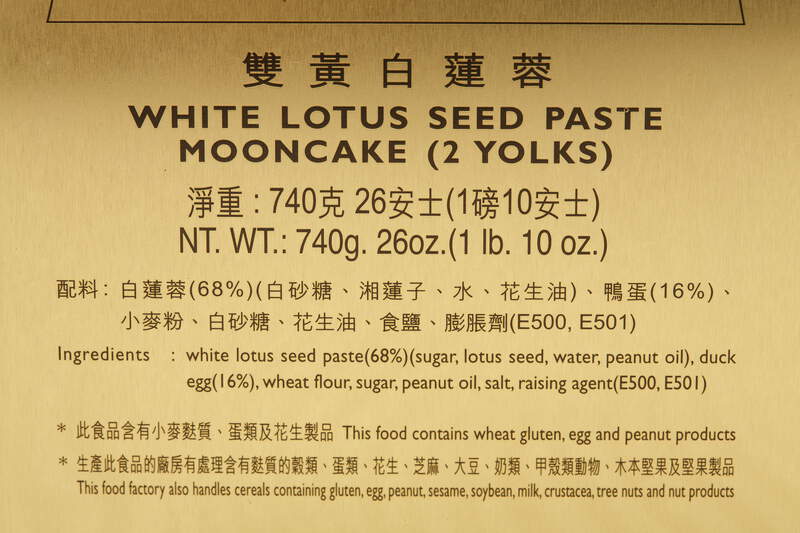 雙黃白蓮蓉
WHITE LOTUS SEED PASTE
MOONCAKE (2 YOLKS)
淨重 : 740克 26安士(1磅10安士)
NT. WT.: 740g. 26oz.(1 lb. 10 oz.)
配料: 白蓮蓉(68%)(白砂糖、湘蓮子、水、花生油)、鴨蛋(16%)、
小麥粉、白砂糖、花生油、食鹽、膨脹劑(E500, E501)
Ingredients : white lotus seed paste(68%)(sugar, lotus seed, water, peanut oil), duck
egg(16%), wheat flour, sugar, peanut oil, salt, raising agent(E500, E501)
* 此食品含有小麥麩質、蛋類及花生製品 This food contains wheat gluten, egg and peanut products
* 生產此食品的廠房有處理含有麩質的穀類、蛋類、花生、芝麻、大豆、奶類、甲殼類動物、木本堅果及堅果製品
This food factory also handles cereals containing gluten, egg, peanut, sesame, soybean, milk, crustacea, tree nuts and nut products